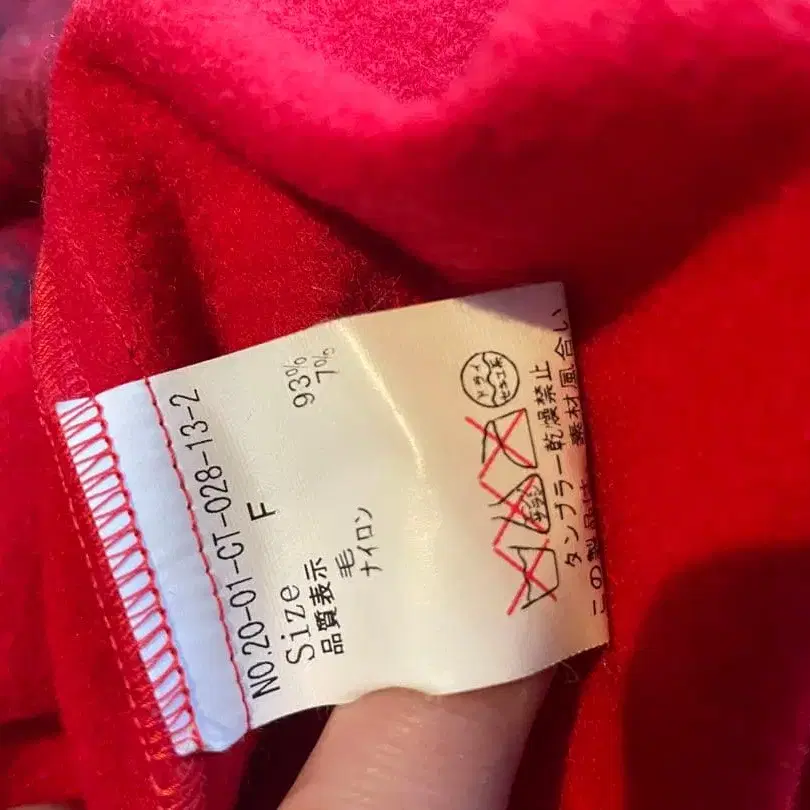 NO.20-01-CT-028-13-2
Size F
品質表示
毛 93%
ナイロン 7%
ドライ
セキユ系
タンブラー乾燥禁止
素材風合い
この製品は